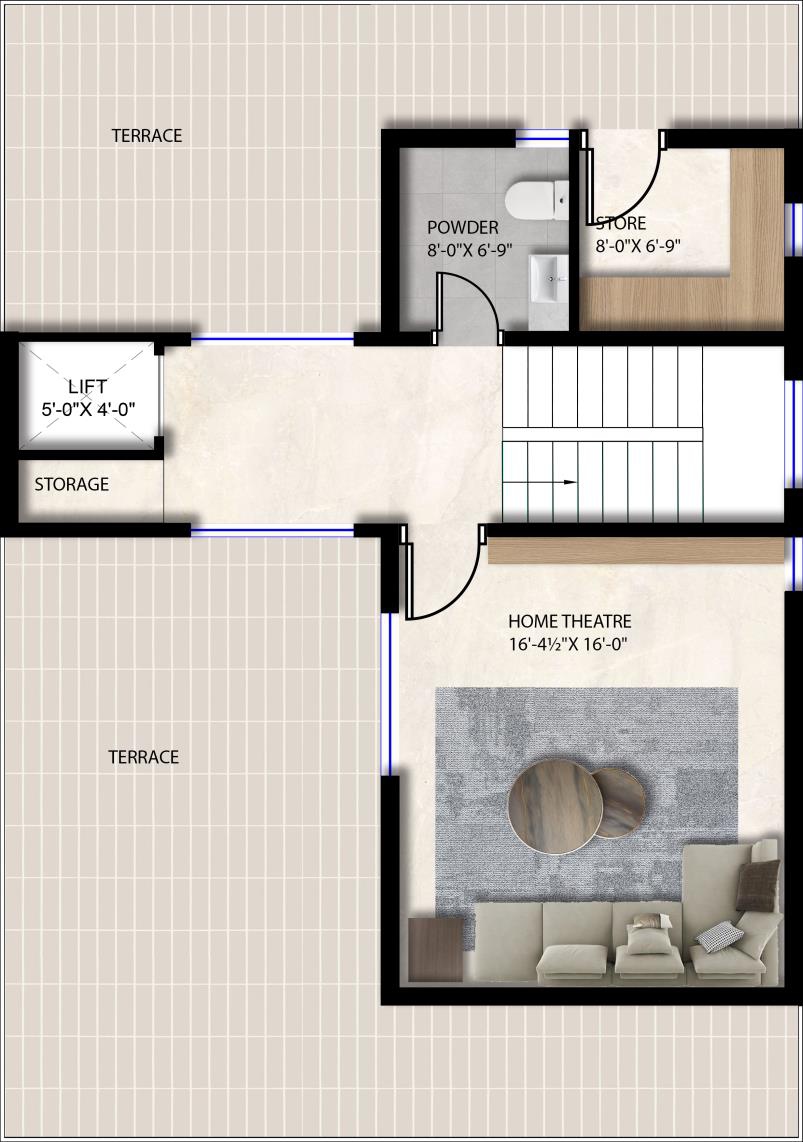 TERRACE
POWDER
8'-0"X 6'-9"
STORE
8'-0"X 6'-9"
LIFT
5'-0"X 4'-0"
STORAGE
HOME THEATRE
16'-4½"X 16'-0"
TERRACE